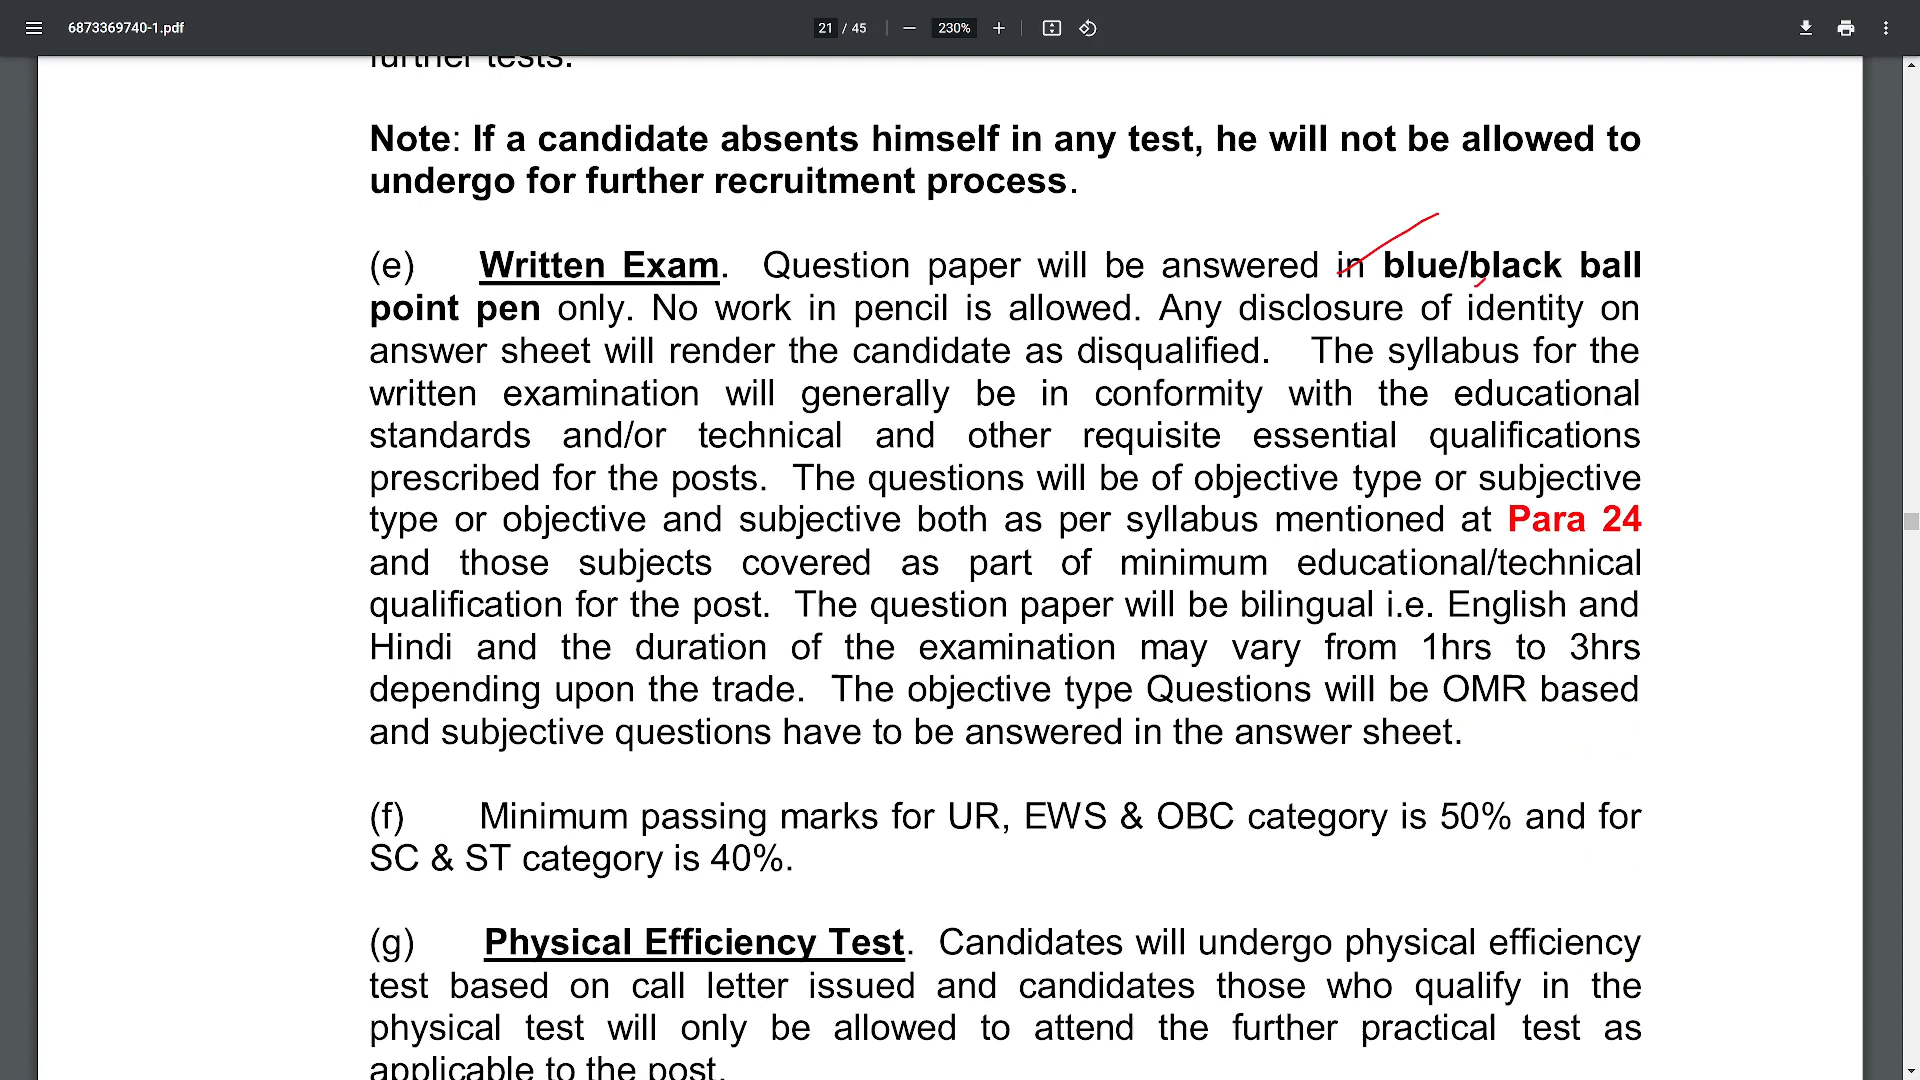 6873369740-1.pdf
21 / 45
230%
further tests.
Note: If a candidate absents himself in any test, he will not be allowed to
undergo for further recruitment process.
(e) Written Exam. Question paper will be answered in blue/black ball
point pen only. No work in pencil is allowed. Any disclosure of identity on
answer sheet will render the candidate as disqualified. The syllabus for the
written examination will generally be in conformity with the educational
standards and/or technical and other requisite essential qualifications
prescribed for the posts. The questions will be of objective type or subjective
type or objective and subjective both as per syllabus mentioned at Para 24
and those subjects covered as part of minimum educational/technical
qualification for the post. The question paper will be bilingual i.e. English and
Hindi and the duration of the examination may vary from 1hrs to 3hrs
depending upon the trade. The objective type Questions will be OMR based
and subjective questions have to be answered in the answer sheet.
(f) Minimum passing marks for UR, EWS & OBC category is 50% and for
SC & ST category is 40%.
(g) Physical Efficiency Test. Candidates will undergo physical efficiency
test based on call letter issued and candidates those who qualify in the
physical test will only be allowed to attend the further practical test as
applicable to the post.